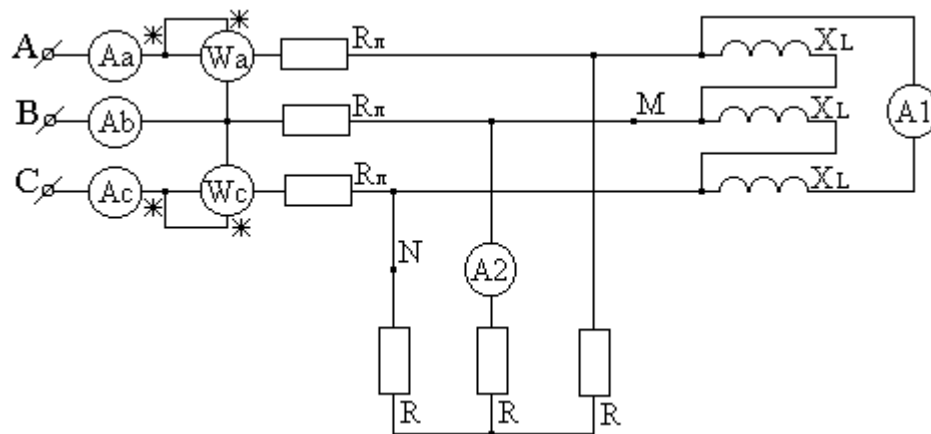 A Aa * * Wa Rл XL
B Ab Rл M XL A1
C Ac * * Wc Rл XL
N A2
R R R